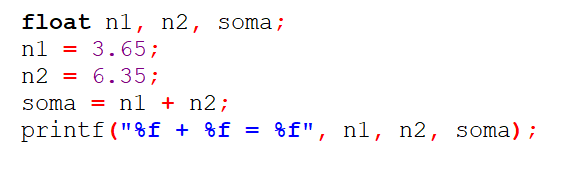 float n1, n2, soma;
n1 = 3.65;
n2 = 6.35;
soma = n1 + n2;
printf("%f + %f = %f", n1, n2, soma);